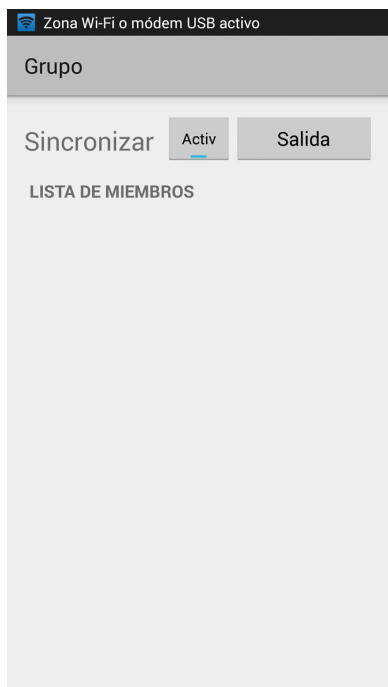 Zona Wi-Fi o módem USB activo
Grupo
Sincronizar Activ Salida
LISTA DE MIEMBROS